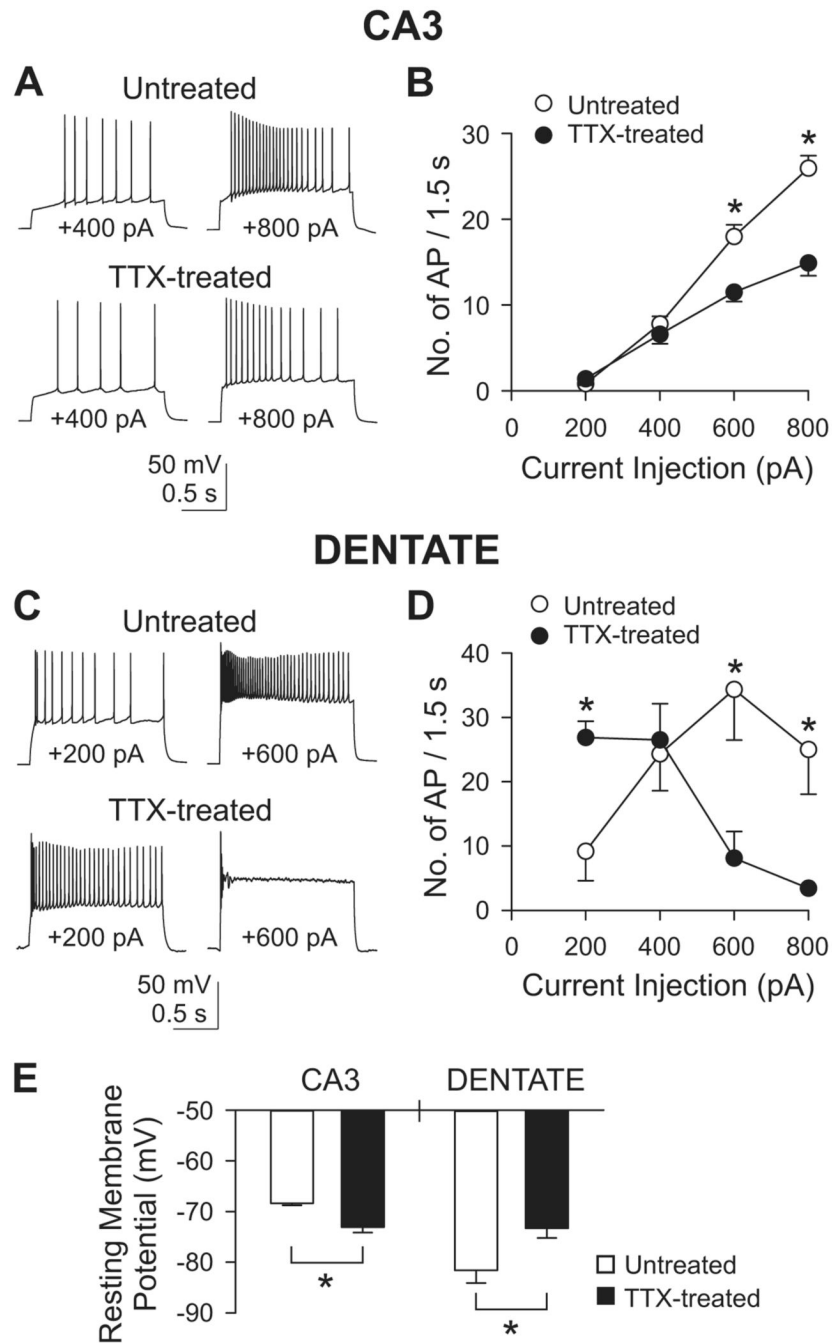 CA3
A
Untreated
+400 pA
+800 pA
TTX-treated
+400 pA
+800 pA
50 mV
0.5 s
B
Untreated
TTX-treated
No. of AP / 1.5 s
30
20
10
0
*
*
0 200 400 600 800
Current Injection (pA)
DENTATE
C
Untreated
+200 pA
+600 pA
TTX-treated
+200 pA
+600 pA
50 mV
0.5 s
D
Untreated
TTX-treated
No. of AP / 1.5 s
40
30
20
10
0
*
*
*
0 200 400 600 800
Current Injection (pA)
E
CA3 DENTATE
Resting Membrane
Potential (mV)
-50
-60
-70
-80
-90
*
*
Untreated
TTX-treated